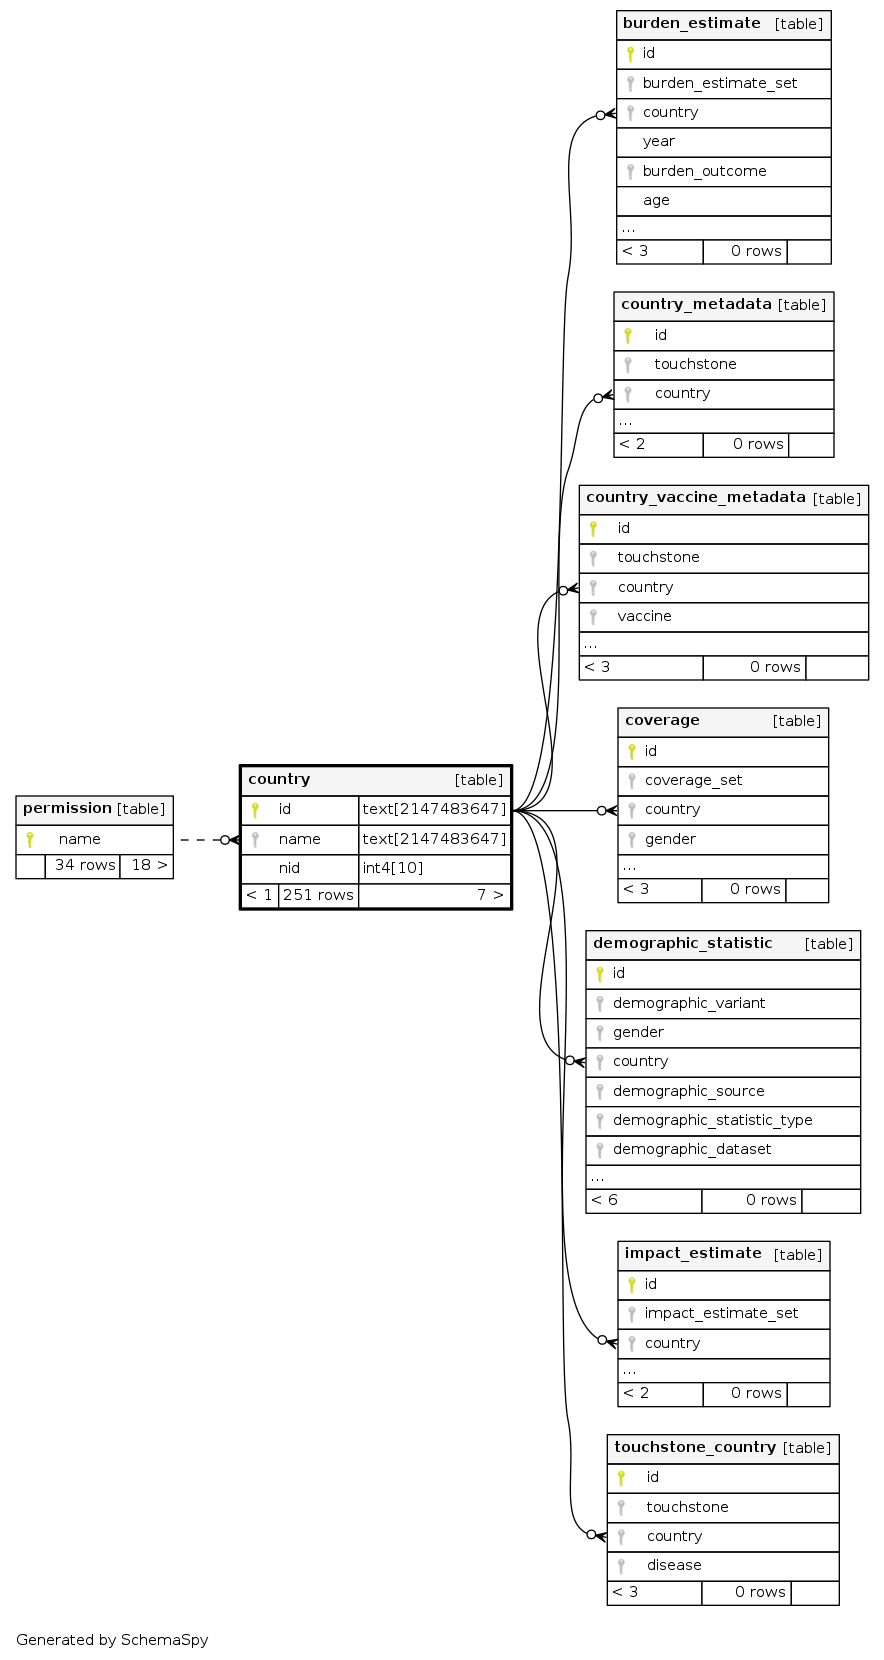 burden_estimate [table]
id
burden_estimate_set
country
year
burden_outcome
age
...
< 3 0 rows
country_metadata [table]
id
touchstone
country
...
< 2 0 rows
country_vaccine_metadata [table]
id
touchstone
country
vaccine
...
< 3 0 rows
permission [table]
name
34 rows 18 >
country [table]
id text[2147483647]
name text[2147483647]
nid int4[10]
< 1 251 rows 7 >
coverage [table]
id
coverage_set
country
gender
...
< 3 0 rows
demographic_statistic [table]
id
demographic_variant
gender
country
demographic_source
demographic_statistic_type
demographic_dataset
...
< 6 0 rows
impact_estimate [table]
id
impact_estimate_set
country
...
< 2 0 rows
touchstone_country [table]
id
touchstone
country
disease
< 3 0 rows
Generated by SchemaSpy